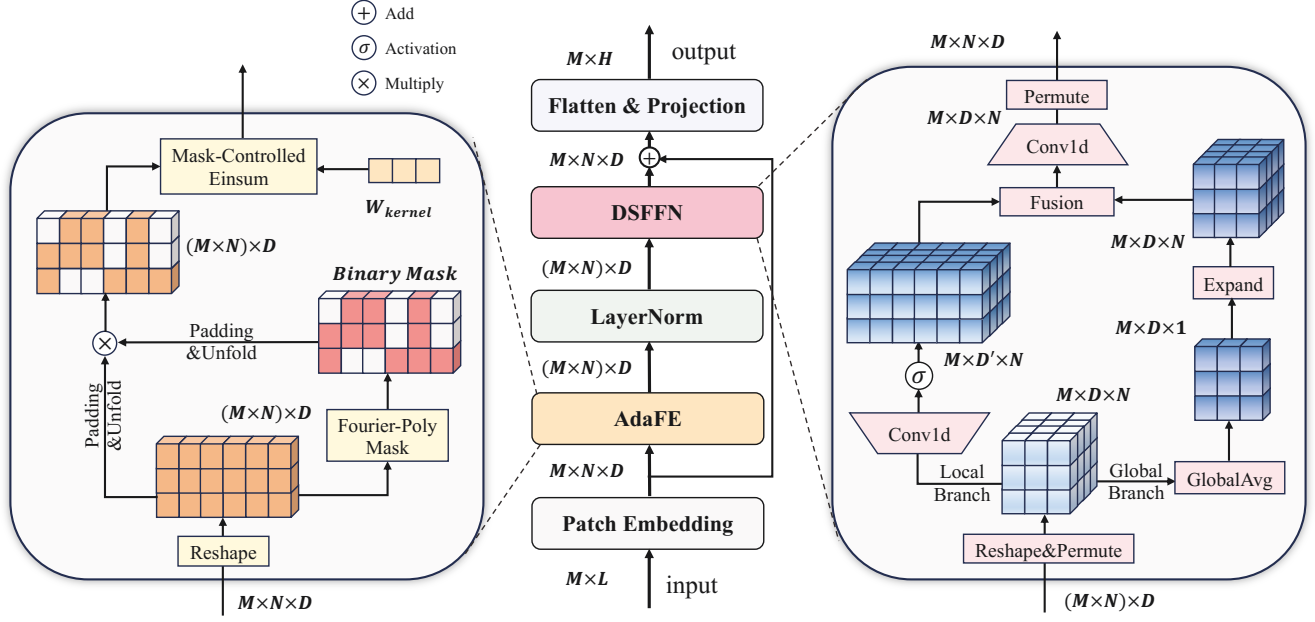 + Add
σ Activation
× Multiply
Mask-Controlled
Einsum
W_kernel
(M×N)×D
Binary Mask
Padding
&Unfold
×
Padding
&Unfold
(M×N)×D
Fourier-Poly
Mask
Reshape
M×N×D
output
M×H
Flatten & Projection
M×N×D
+
DSFFN
(M×N)×D
LayerNorm
(M×N)×D
AdaFE
M×N×D
Patch Embedding
M×L
input
M×N×D
Permute
M×D×N
Conv1d
Fusion
M×D×N
Expand
M×D×1
M×D′×N
σ
M×D×N
Conv1d
Local
Branch
Global
Branch
GlobalAvg
Reshape&Permute
(M×N)×D